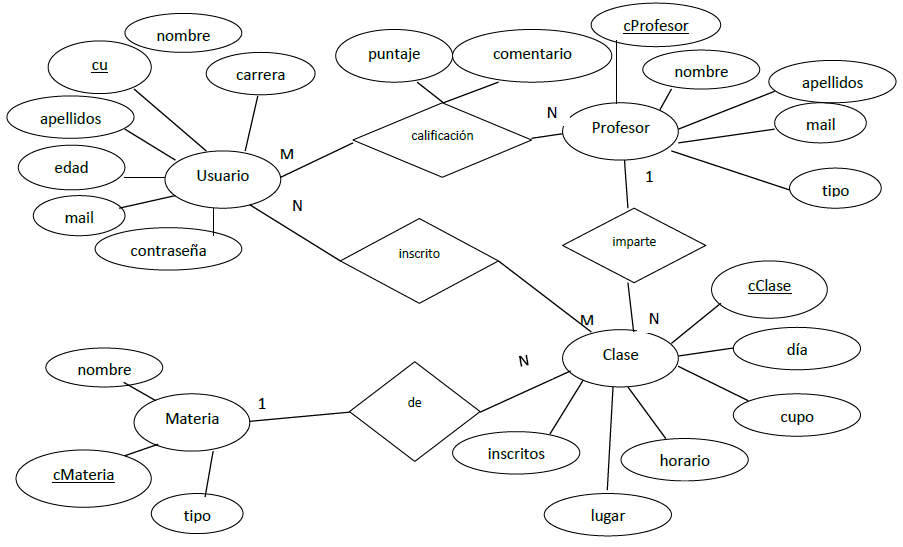 nombre
cu
carrera
apellidos
edad
mail
contraseña
Usuario
puntaje
comentario
calificación
M
N
cProfesor
nombre
apellidos
mail
tipo
Profesor
1
imparte
N
N
inscrito
M
Clase
cClase
día
cupo
horario
lugar
inscritos
nombre
Materia
cMateria
tipo
1
de
N